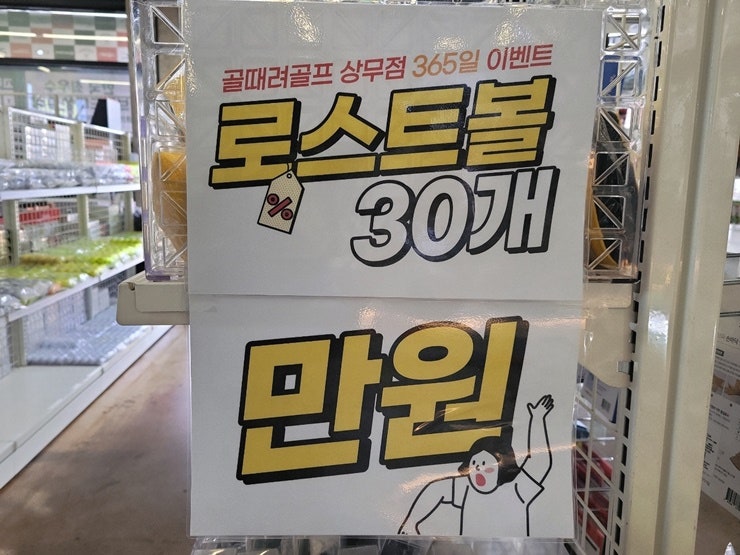 골때려골프 상무점 365일 이벤트
로스트볼
%
30개
만원